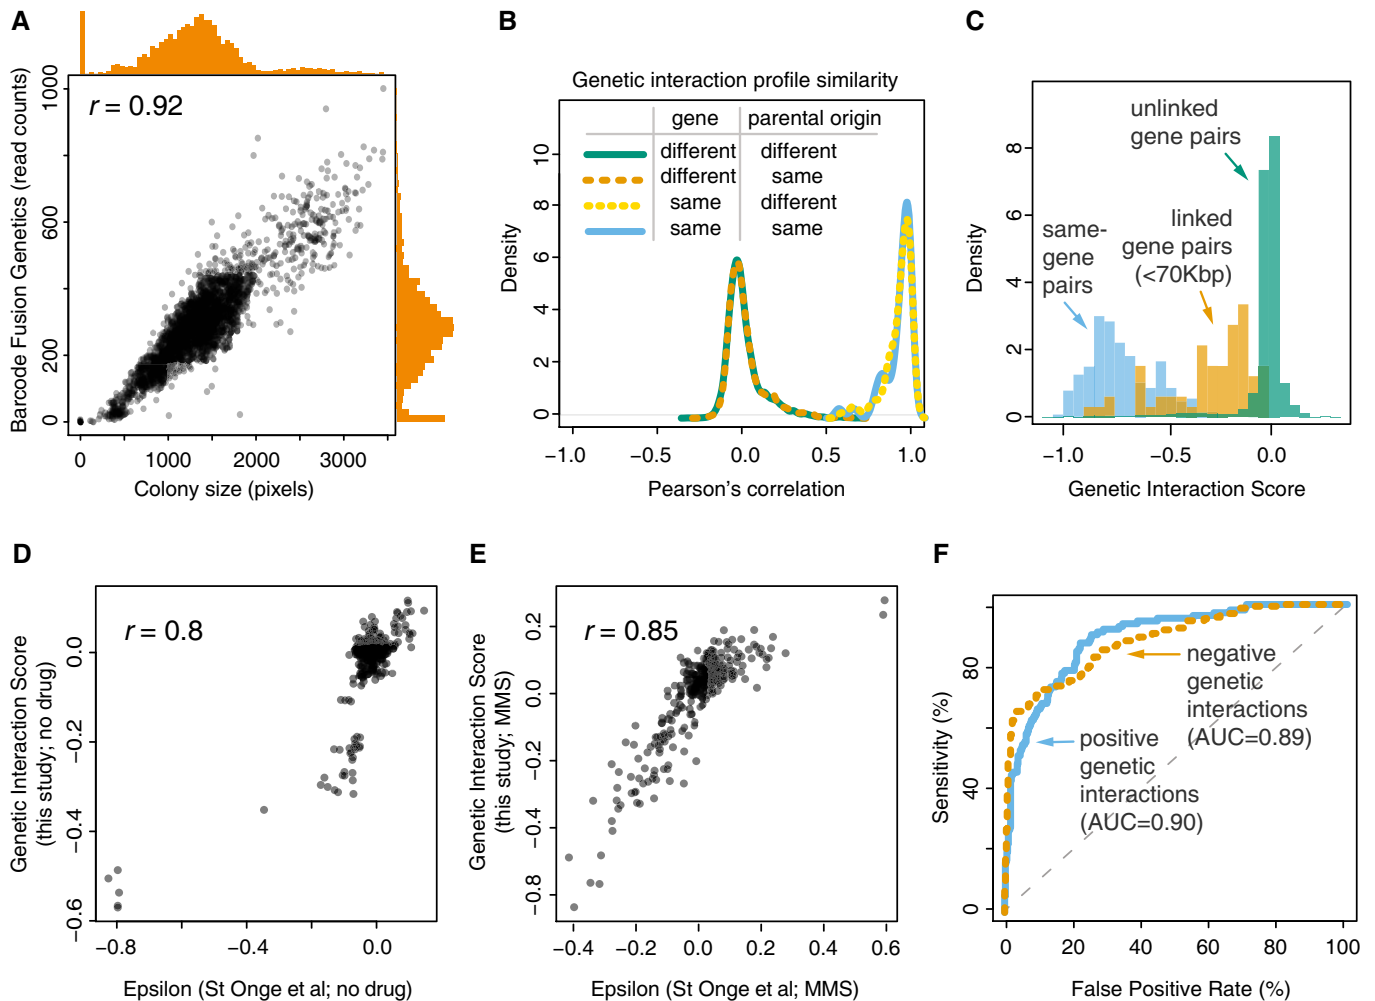 A
r = 0.92
Barcode Fusion Genetics (read counts)
0
200
600
1000
0
1000
2000
3000
Colony size (pixels)
B
Genetic interaction profile similarity
gene parental origin
different different
different same
same different
same same
Density
0
2
4
6
8
10
−1.0
−0.5
0.0
0.5
1.0
Pearson's correlation
C
unlinked
gene pairs
linked
gene pairs
(<70Kbp)
same-
gene
pairs
Density
0
2
4
6
8
−1.0
−0.5
0.0
Genetic Interaction Score
D
r = 0.8
Genetic Interaction Score
(this study; no drug)
−0.6
−0.4
−0.2
0.0
−0.8
−0.4
0.0
Epsilon (St Onge et al; no drug)
E
r = 0.85
Genetic Interaction Score
(this study; MMS)
−0.8
−0.4
−0.2
0.0
0.2
−0.4
−0.2
0.0
0.2
0.4
0.6
Epsilon (St Onge et al; MMS)
F
negative
genetic
interactions
(AUC=0.89)
positive
genetic
interactions
(AUC=0.90)
Sensitivity (%)
0
40
80
0
20
40
60
80
100
False Positive Rate (%)